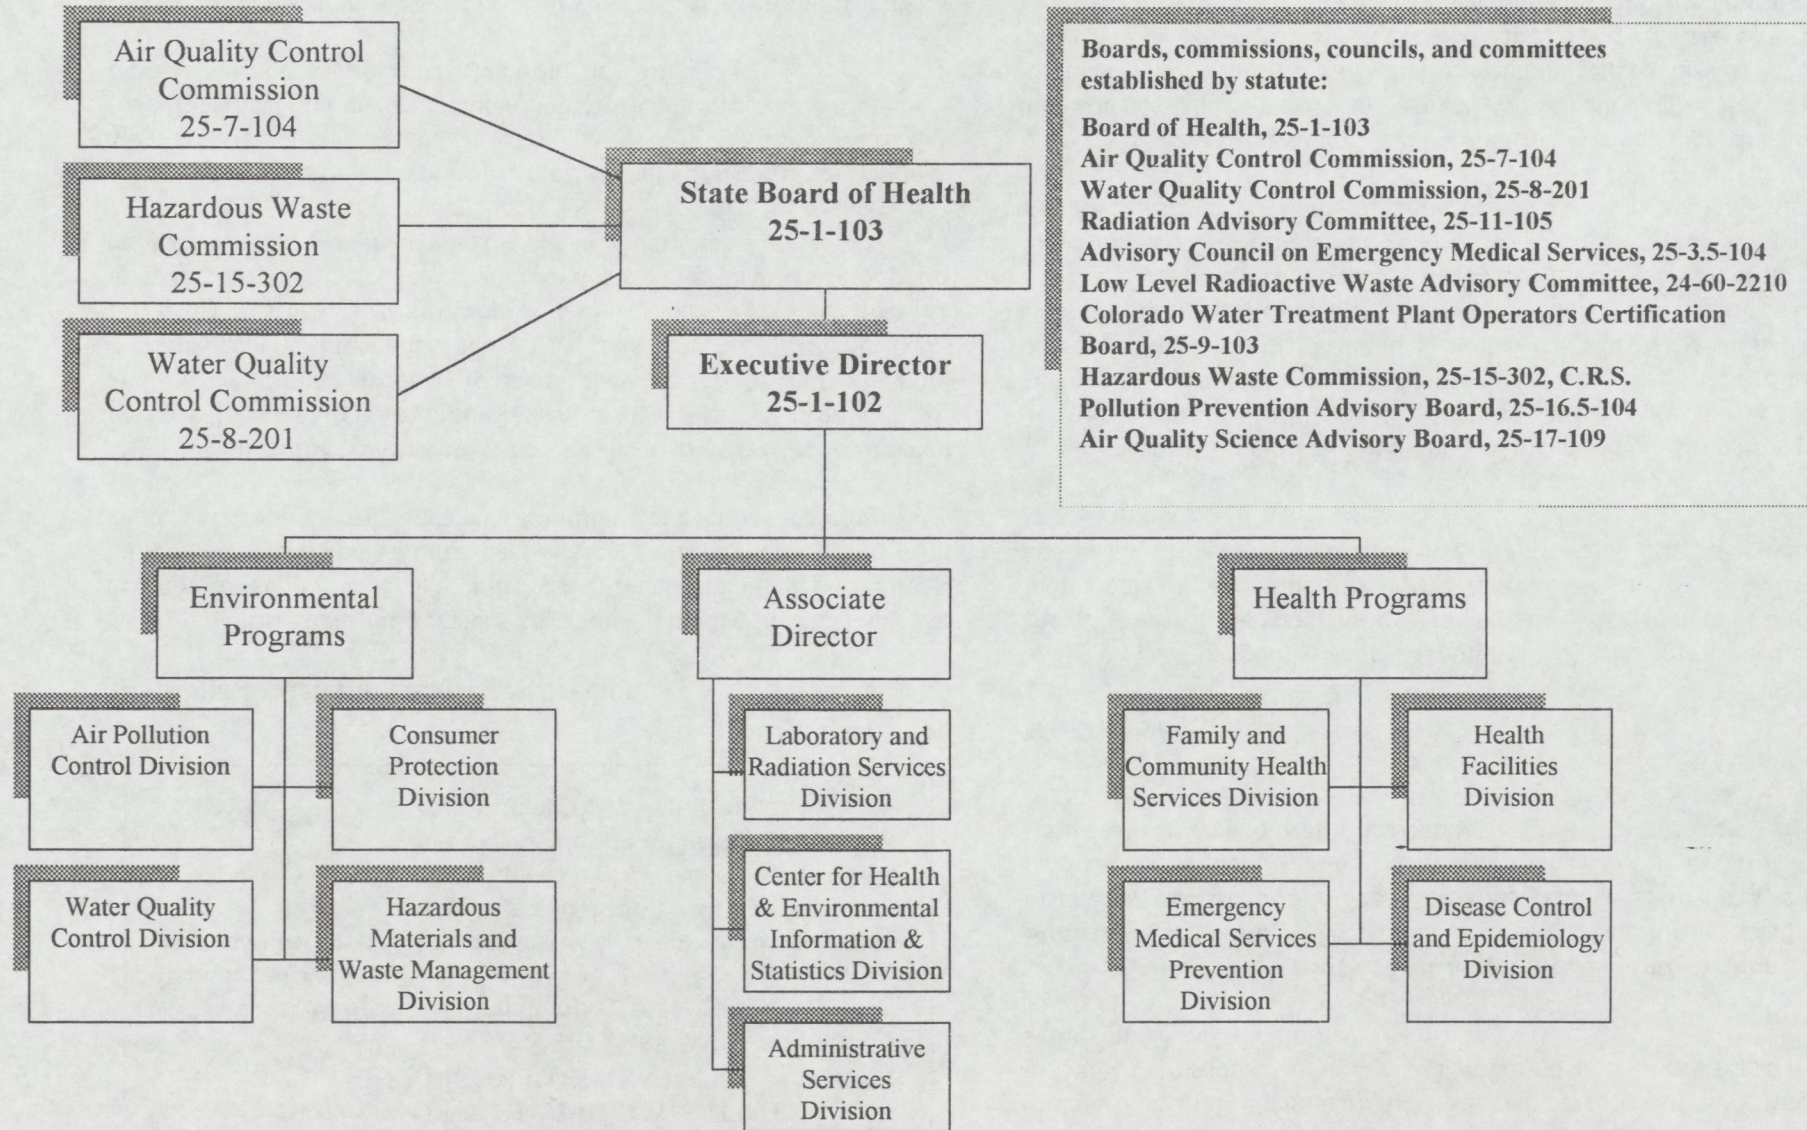 Air Quality Control
Commission
25-7-104
Hazardous Waste
Commission
25-15-302
Water Quality
Control Commission
25-8-201
State Board of Health
25-1-103
Executive Director
25-1-102
Boards, commissions, councils, and committees
established by statute:
Board of Health, 25-1-103
Air Quality Control Commission, 25-7-104
Water Quality Control Commission, 25-8-201
Radiation Advisory Committee, 25-11-105
Advisory Council on Emergency Medical Services, 25-3.5-104
Low Level Radioactive Waste Advisory Committee, 24-60-2210
Colorado Water Treatment Plant Operators Certification
Board, 25-9-103
Hazardous Waste Commission, 25-15-302, C.R.S.
Pollution Prevention Advisory Board, 25-16.5-104
Air Quality Science Advisory Board, 25-17-109
Environmental
Programs
Associate
Director
Health Programs
Air Pollution
Control Division
Consumer
Protection
Division
Water Quality
Control Division
Hazardous
Materials and
Waste Management
Division
Laboratory and
Radiation Services
Division
Center for Health
& Environmental
Information &
Statistics Division
Administrative
Services
Division
Family and
Community Health
Services Division
Health
Facilities
Division
Emergency
Medical Services
Prevention
Division
Disease Control
and Epidemiology
Division